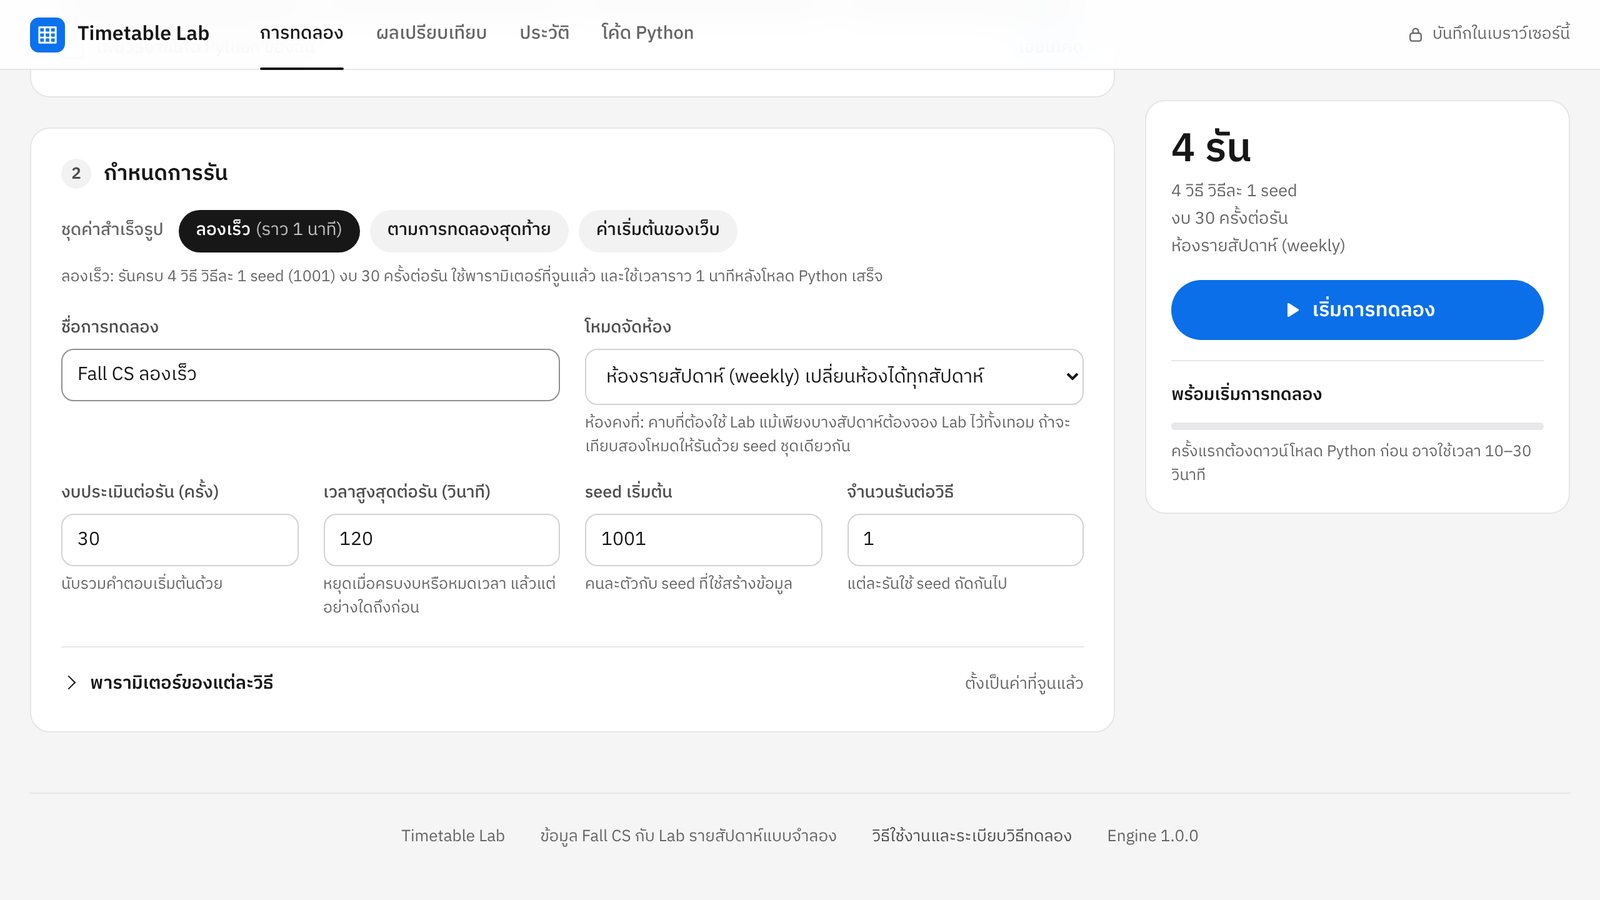 Timetable Lab
การทดลอง
ผลเปรียบเทียบ
ประวัติ
โค้ด Python
บันทึกในเบราว์เซอร์นี้
2 กำหนดการรัน
ชุดค่าสำเร็จรูป
ลองเร็ว (ราว 1 นาที)
ตามการทดลองสุดท้าย
ค่าเริ่มต้นของเว็บ
ลองเร็ว: รันครบ 4 วิธี วิธีละ 1 seed (1001) งบ 30 ครั้งต่อรัน ใช้พารามิเตอร์ที่จูนแล้ว และใช้เวลาราว 1 นาทีหลังโหลด Python เสร็จ
ชื่อการทดลอง
Fall CS ลองเร็ว
โหมดจัดห้อง
ห้องรายสัปดาห์ (weekly) เปลี่ยนห้องได้ทุกสัปดาห์
ห้องคงที่: คาบที่ต้องใช้ Lab แม้เพียงบางสัปดาห์ต้องจอง Lab ไว้ทั้งเทอม ถ้าจะ
เทียบสองโหมดให้รันด้วย seed ชุดเดียวกัน
งบประเมินต่อรัน (ครั้ง)
30
นับรวมคำตอบเริ่มต้นด้วย
เวลาสูงสุดต่อรัน (วินาที)
120
หยุดเมื่อครบงบหรือหมดเวลา แล้วแต่
อย่างใดถึงก่อน
seed เริ่มต้น
1001
คนละตัวกับ seed ที่ใช้สร้างข้อมูล
จำนวนรันต่อวิธี
1
แต่ละรันใช้ seed ถัดกันไป
พารามิเตอร์ของแต่ละวิธี
ตั้งเป็นค่าที่จูนแล้ว
4 รัน
4 วิธี วิธีละ 1 seed
งบ 30 ครั้งต่อรัน
ห้องรายสัปดาห์ (weekly)
เริ่มการทดลอง
พร้อมเริ่มการทดลอง
ครั้งแรกต้องดาวน์โหลด Python ก่อน อาจใช้เวลา 10–30
วินาที
Timetable Lab
ข้อมูล Fall CS กับ Lab รายสัปดาห์แบบจำลอง
วิธีใช้งานและระเบียบวิธีทดลอง
Engine 1.0.0